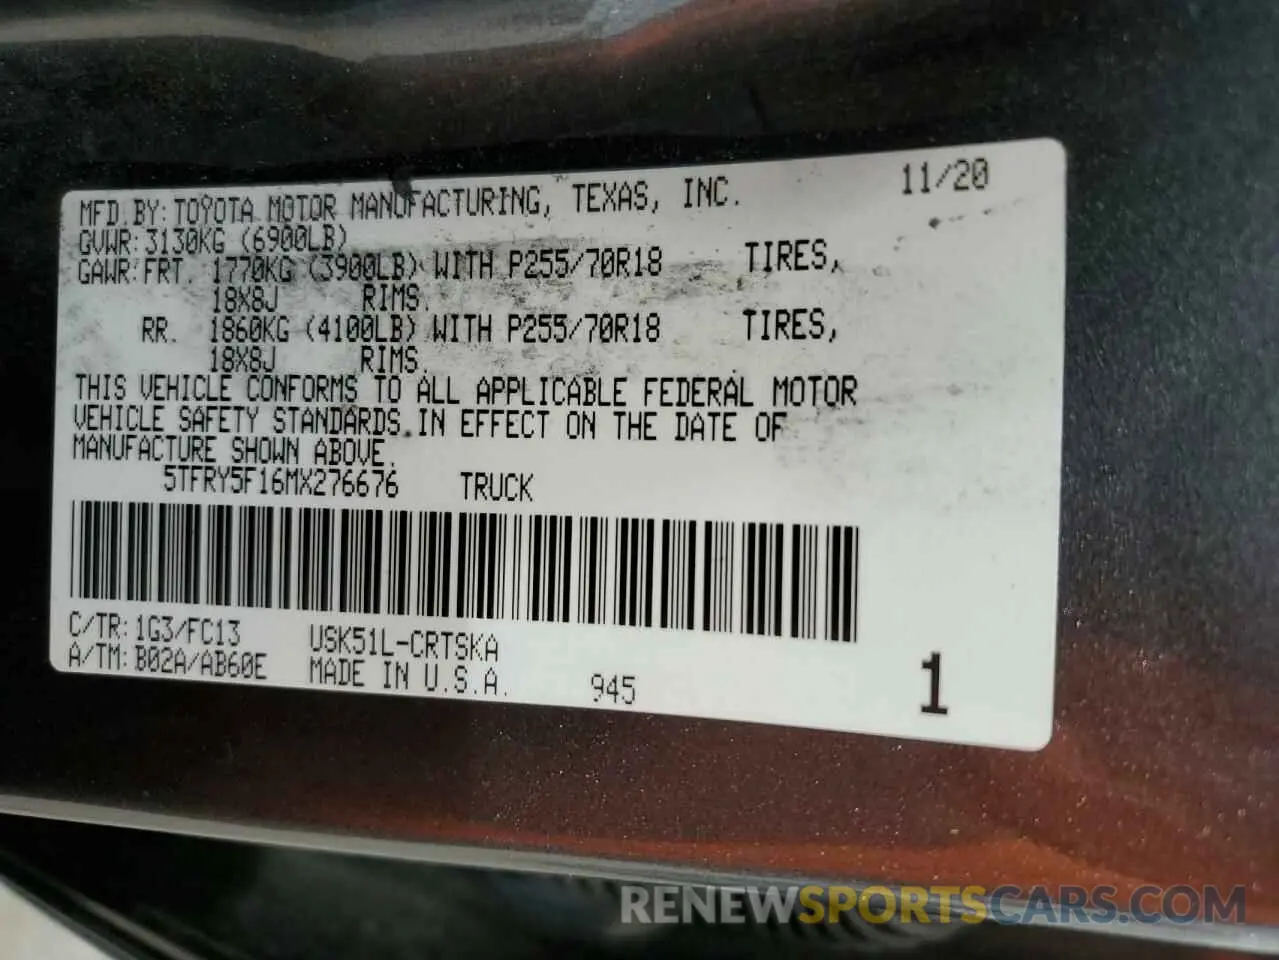 MFD.BY:TOYOTA MOTOR MANUFACTURING, TEXAS, INC. 11/20
GVWR:3130KG (6900LB)
GAWR:FRT. 1770KG (3900LB) WITH P255/70R18 TIRES,
18X8J RIMS.
RR. 1860KG (4100LB) WITH P255/70R18 TIRES,
18X8J RIMS.
THIS VEHICLE CONFORMS TO ALL APPLICABLE FEDERAL MOTOR
VEHICLE SAFETY STANDARDS IN EFFECT ON THE DATE OF
MANUFACTURE SHOWN ABOVE.
5TFRY5F16MX276676 TRUCK
C/TR:1G3/FC13 USK51L-CRTSKA
A/TM:B02A/AB60E MADE IN U.S.A. 945 1
RENEWSPORTSCARS.COM